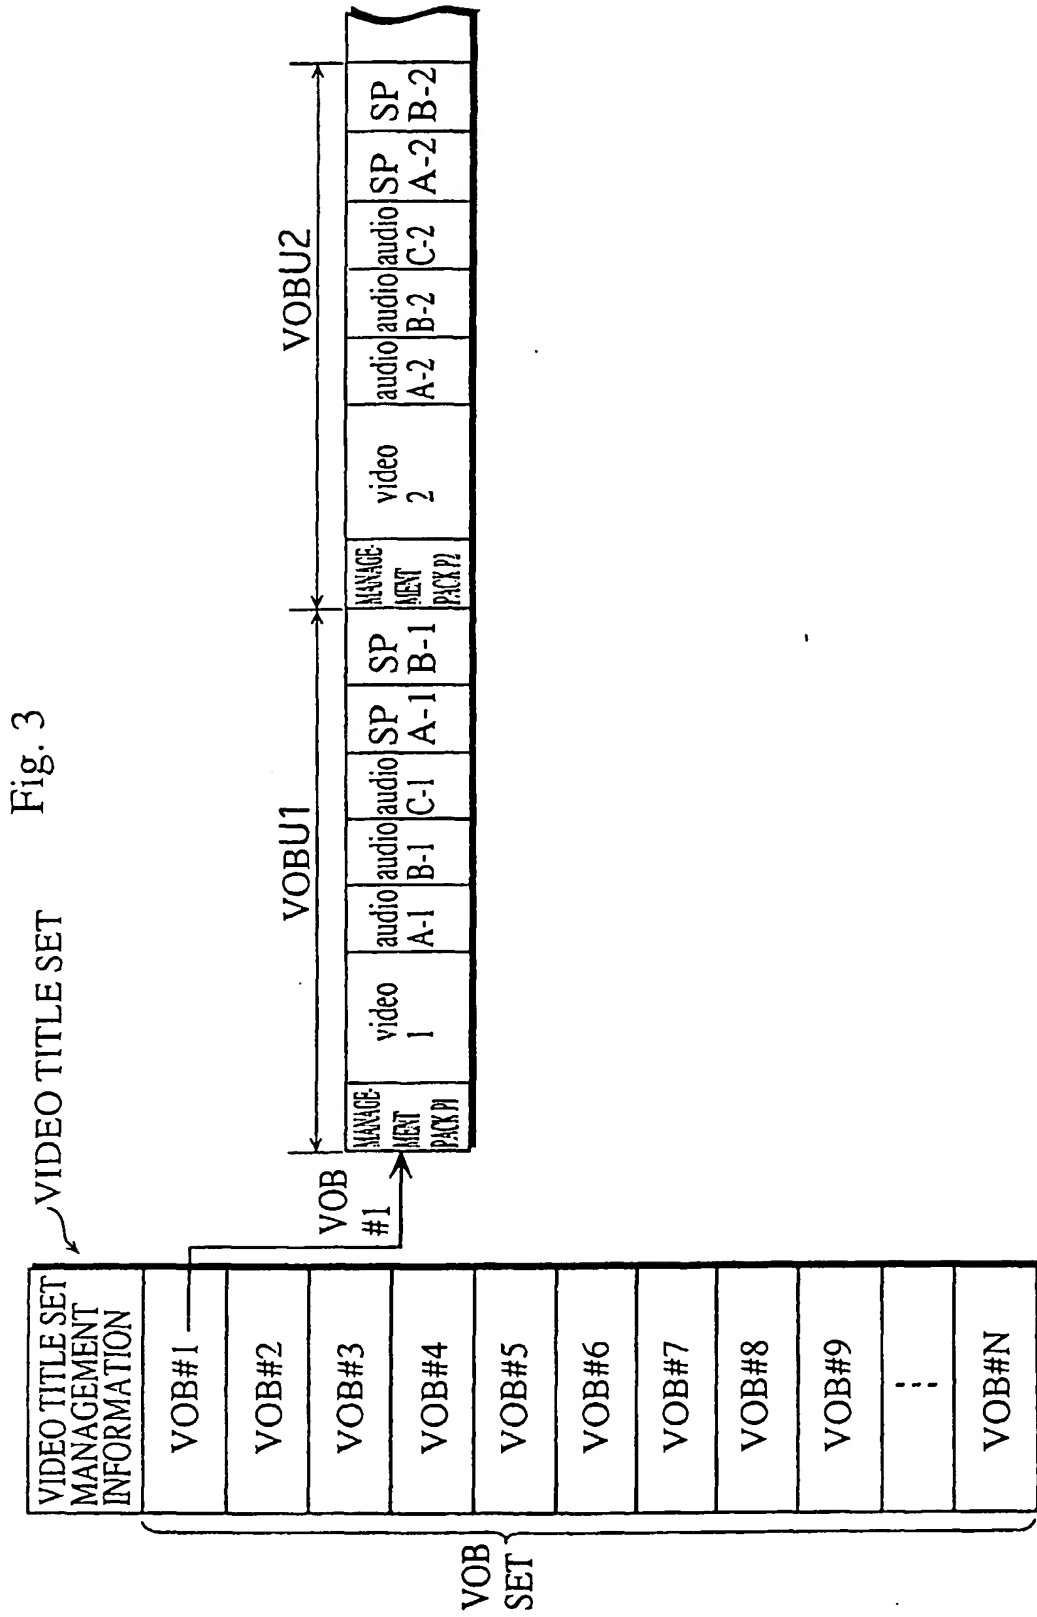 Fig. 3
VIDEO TITLE SET
VIDEO TITLE SET
MANAGEMENT
INFORMATION
VOB#1
VOB#2
VOB#3
VOB#4
VOB#5
VOB#6
VOB#7
VOB#8
VOB#9
VOB#N
VOB
SET
VOB
#1
VOBU1
VOBU2
MANAGE-
MENT
PACK P1
video
1
audio
A-1
audio
B-1
audio
C-1
SP
A-1
SP
B-1
MANAGE-
MENT
PACK P2
video
2
audio
A-2
audio
B-2
audio
C-2
SP
A-2
SP
B-2